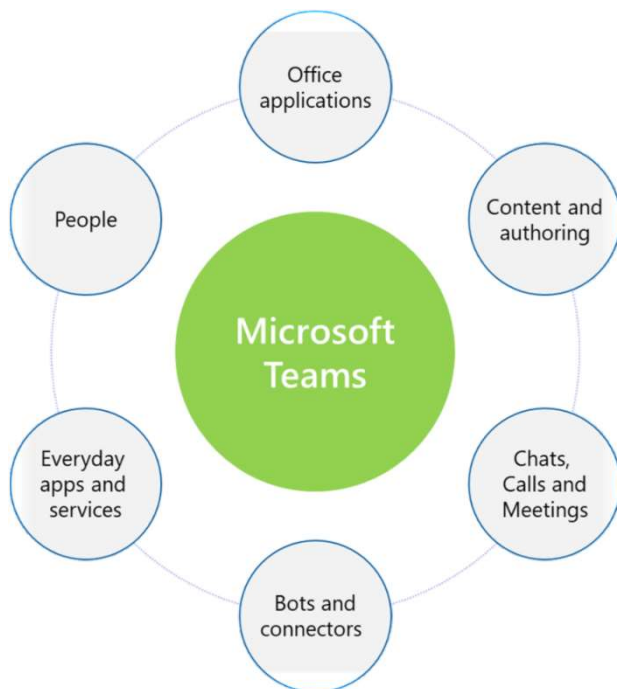 Office
applications
People
Content and
authoring
Microsoft
Teams
Everyday
apps and
services
Chats,
Calls and
Meetings
Bots and
connectors